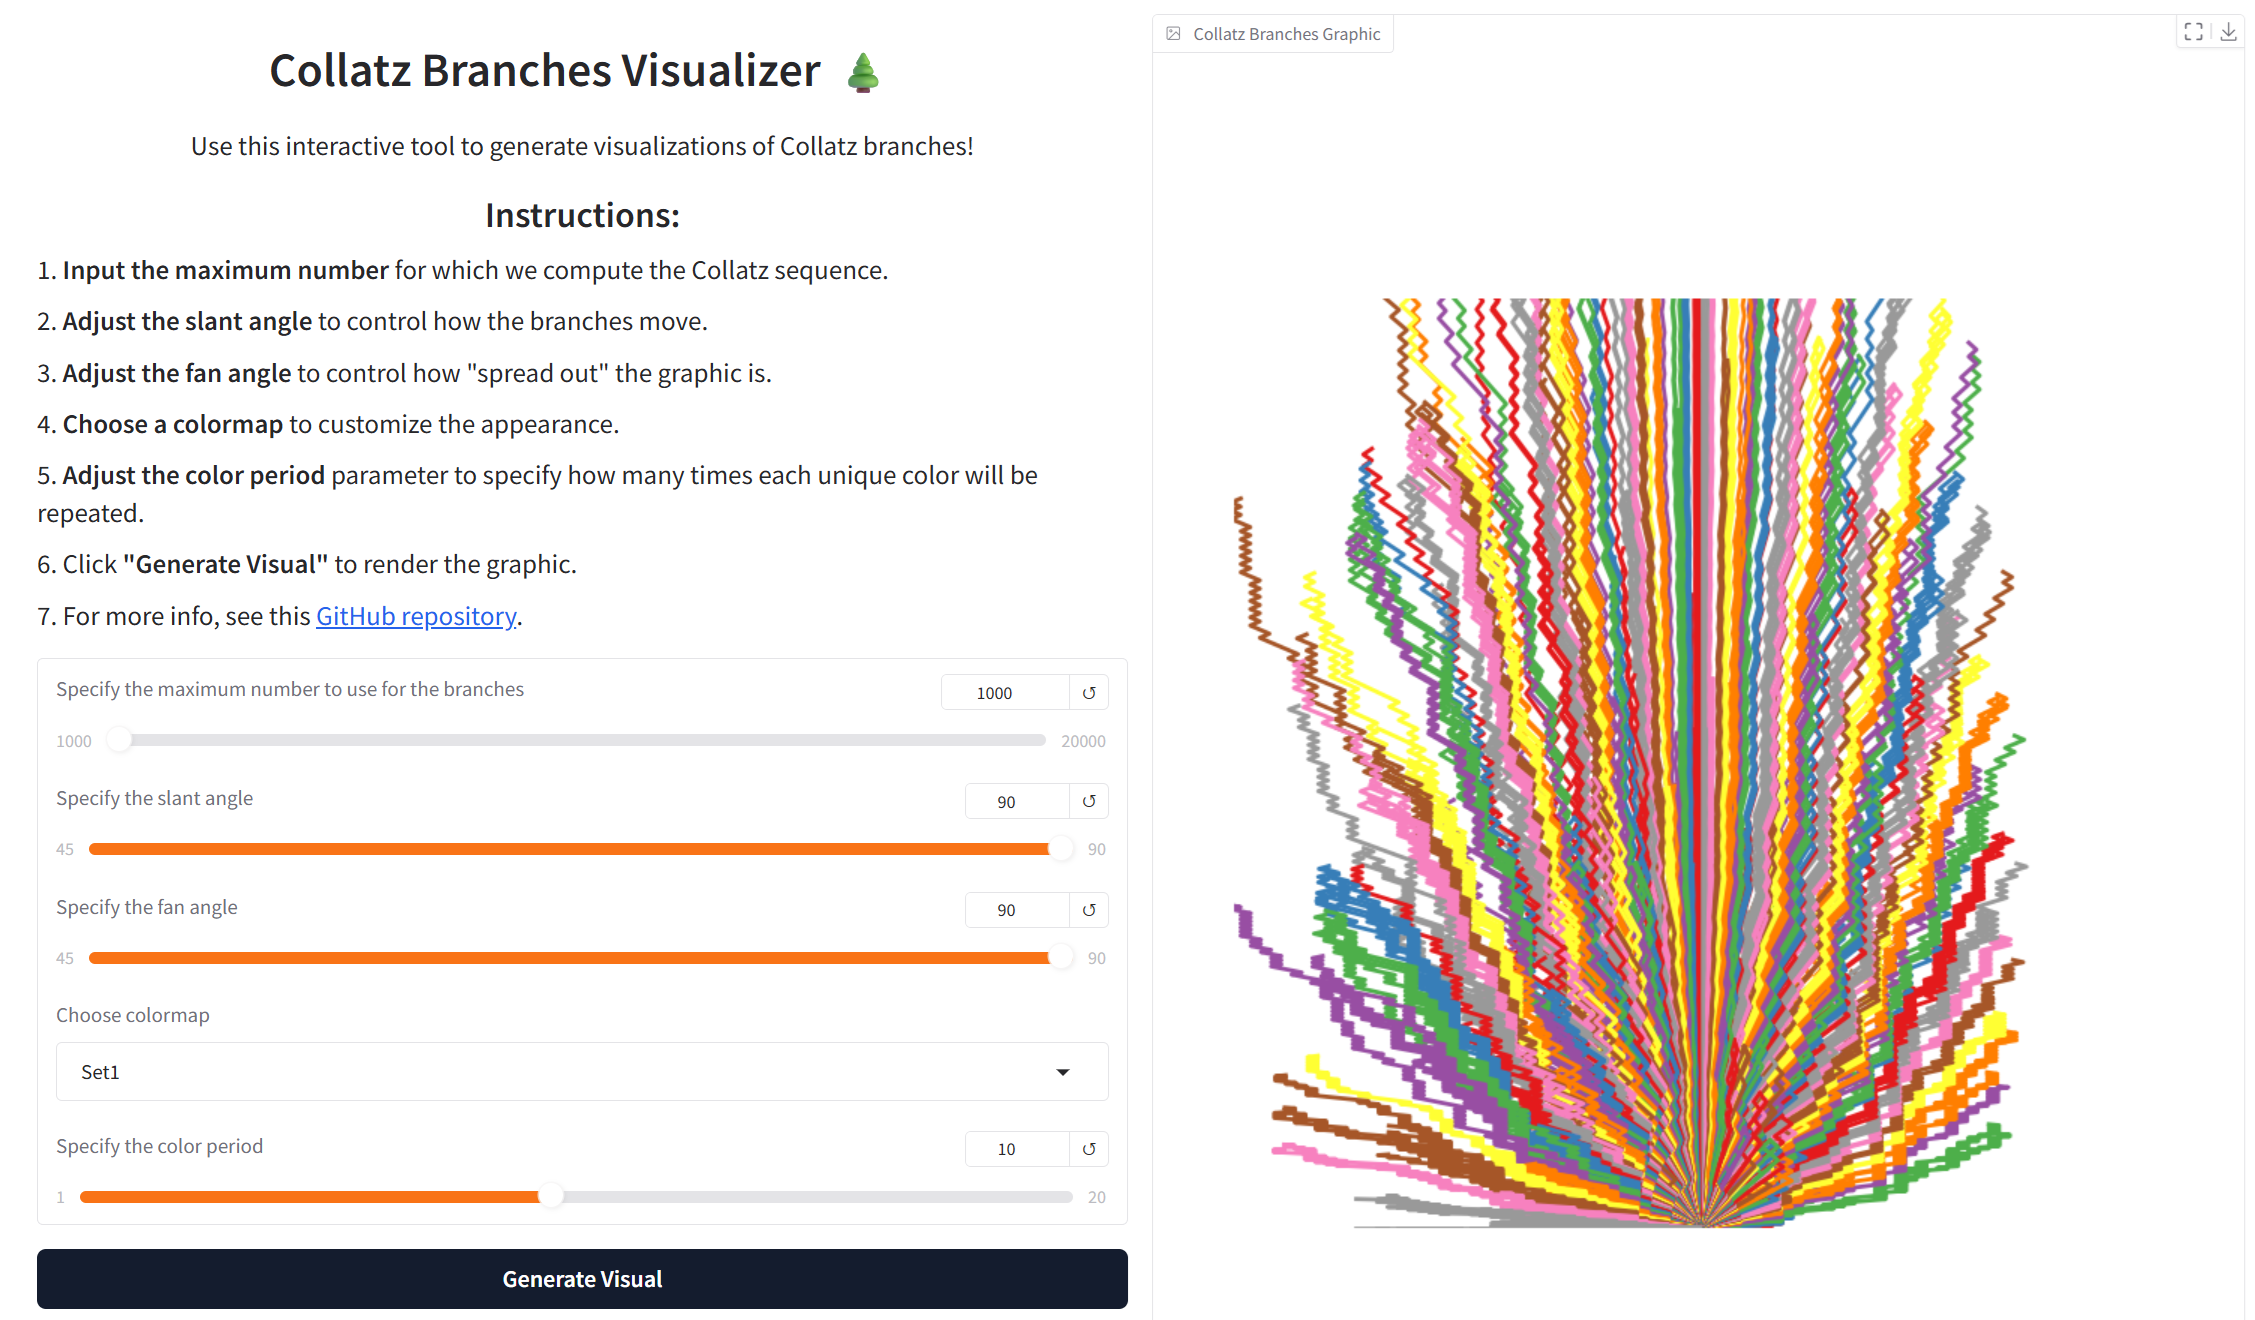 Collatz Branches Visualizer 🌲
Use this interactive tool to generate visualizations of Collatz branches!
Instructions:
1. Input the maximum number for which we compute the Collatz sequence.
2. Adjust the slant angle to control how the branches move.
3. Adjust the fan angle to control how "spread out" the graphic is.
4. Choose a colormap to customize the appearance.
5. Adjust the color period parameter to specify how many times each unique color will be
repeated.
6. Click "Generate Visual" to render the graphic.
7. For more info, see this GitHub repository.
Specify the maximum number to use for the branches
1000
1000
20000
Specify the slant angle
90
45
90
Specify the fan angle
90
45
90
Choose colormap
Set1
Specify the color period
10
1
20
Generate Visual
Collatz Branches Graphic